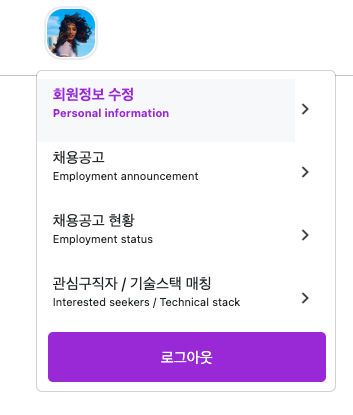 회원정보 수정
Personal information
채용공고
Employment announcement
채용공고 현황
Employment status
관심구직자 / 기술스택 매칭
Interested seekers / Technical stack
로그아웃